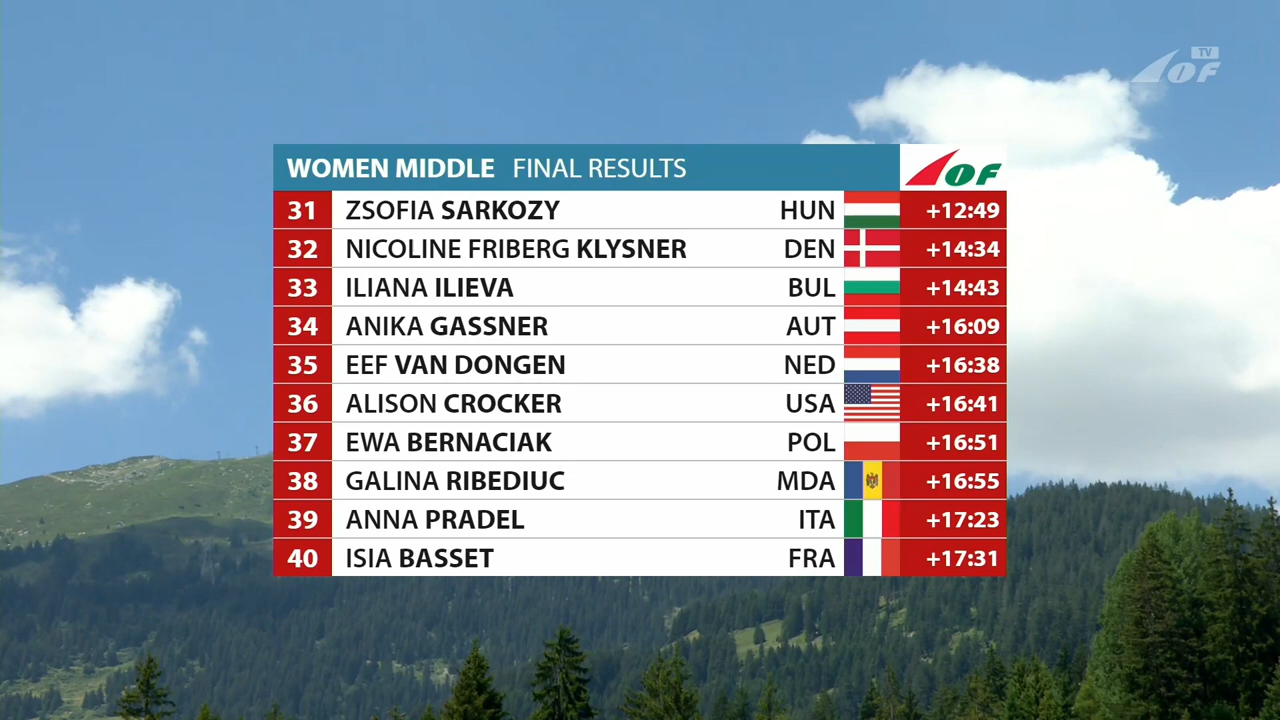 TV
IOF
WOMEN MIDDLE FINAL RESULTS
IOF
31 ZSOFIA SARKOZY HUN +12:49
32 NICOLINE FRIBERG KLYSNER DEN +14:34
33 ILIANA ILIEVA BUL +14:43
34 ANIKA GASSNER AUT +16:09
35 EEF VAN DONGEN NED +16:38
36 ALISON CROCKER USA +16:41
37 EWA BERNACIAK POL +16:51
38 GALINA RIBEDIUC MDA +16:55
39 ANNA PRADEL ITA +17:23
40 ISIA BASSET FRA +17:31